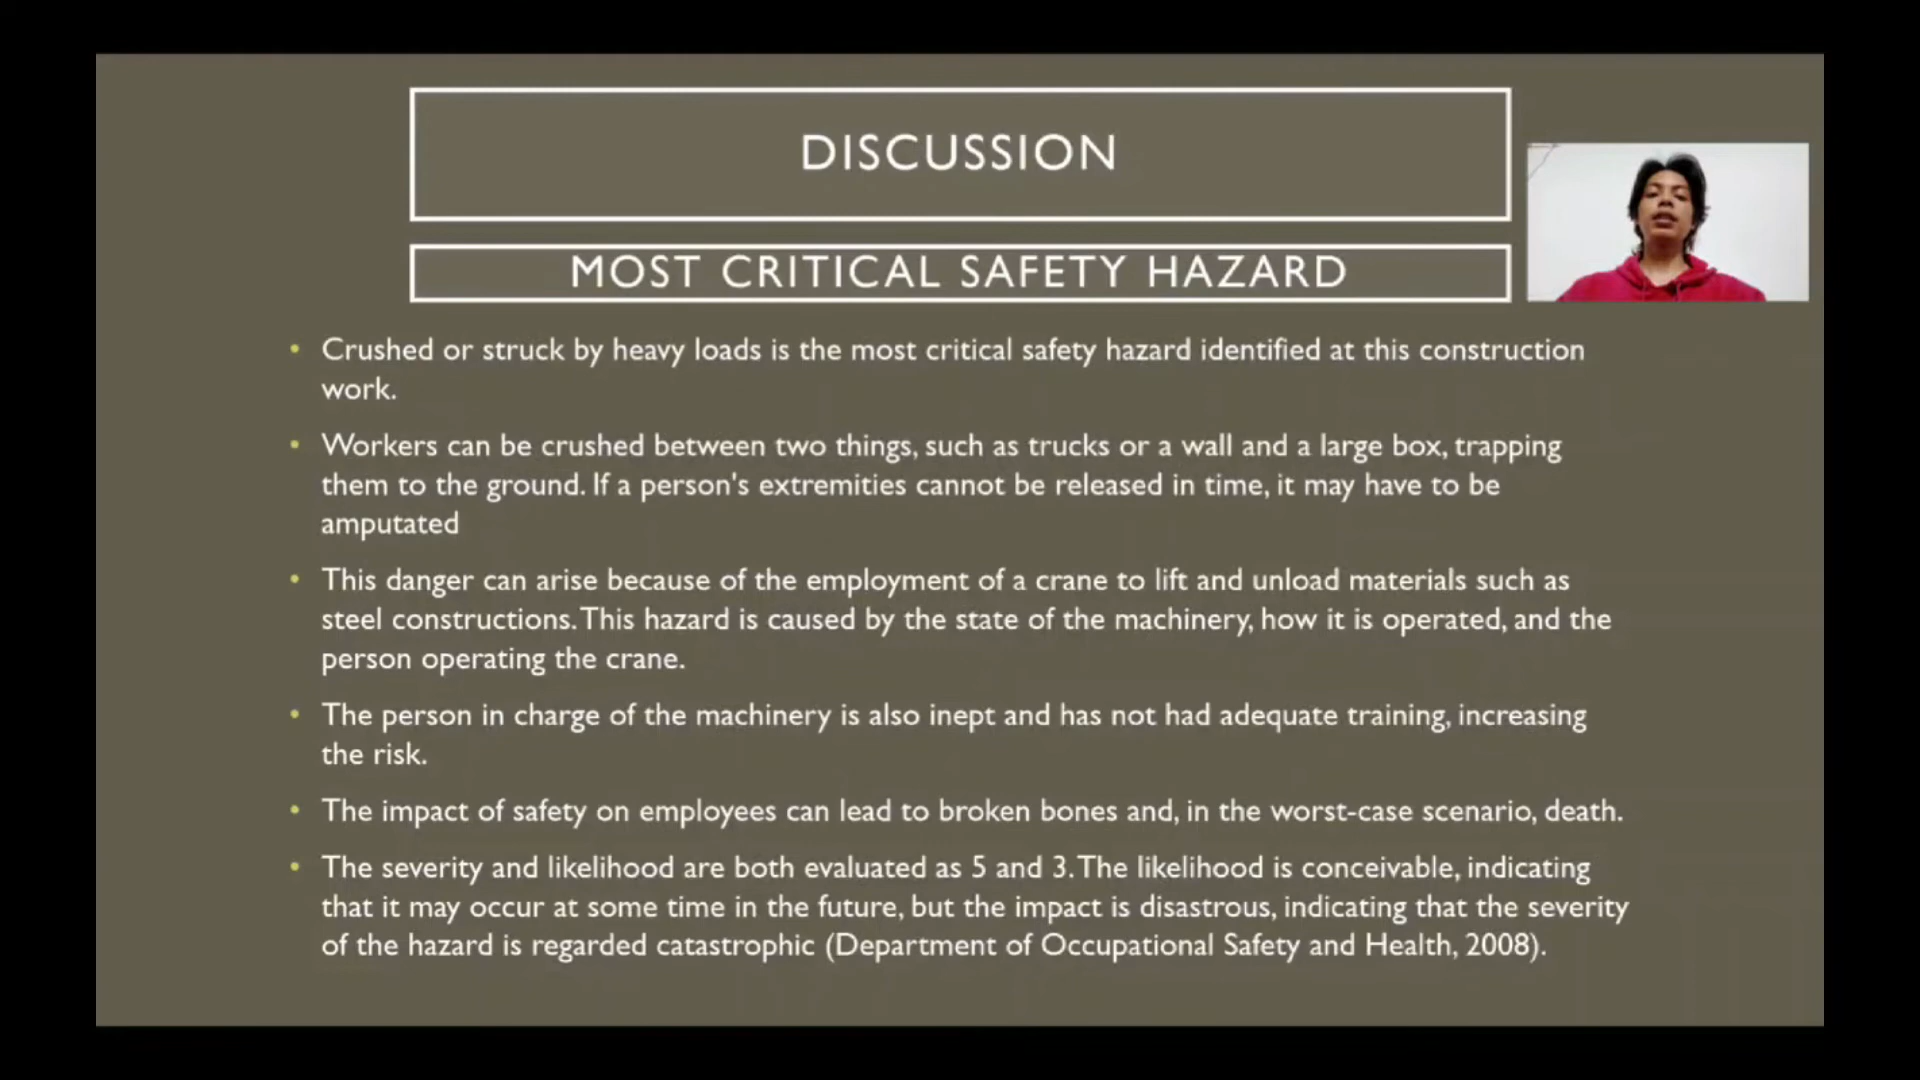 DISCUSSION
MOST CRITICAL SAFETY HAZARD
• Crushed or struck by heavy loads is the most critical safety hazard identified at this construction
work.
• Workers can be crushed between two things, such as trucks or a wall and a large box, trapping
them to the ground. If a person's extremities cannot be released in time, it may have to be
amputated
• This danger can arise because of the employment of a crane to lift and unload materials such as
steel constructions. This hazard is caused by the state of the machinery, how it is operated, and the
person operating the crane.
• The person in charge of the machinery is also inept and has not had adequate training, increasing
the risk.
• The impact of safety on employees can lead to broken bones and, in the worst-case scenario, death.
• The severity and likelihood are both evaluated as 5 and 3. The likelihood is conceivable, indicating
that it may occur at some time in the future, but the impact is disastrous, indicating that the severity
of the hazard is regarded catastrophic (Department of Occupational Safety and Health, 2008).